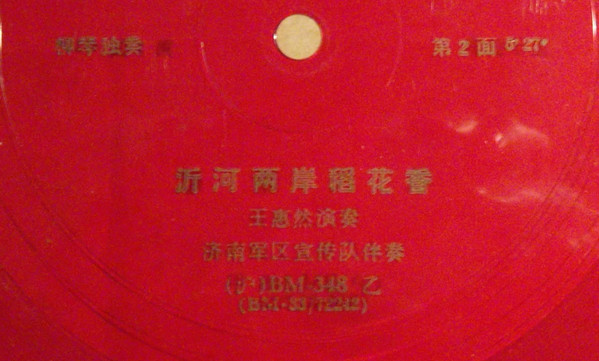 柳琴独奏
第2面 5′27″
沂河两岸稻花香
王惠然演奏
济南军区宣传队伴奏
(沪)BM-348 乙
(BM·33/72242)